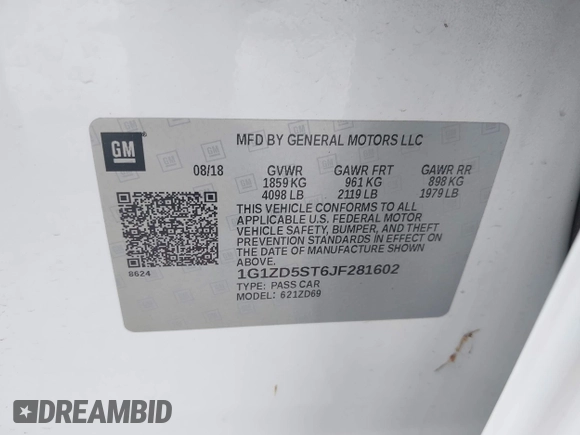 GM
MFD BY GENERAL MOTORS LLC
08/18 GVWR GAWR FRT GAWR RR
1859 KG 961 KG 898 KG
4098 LB 2119 LB 1979 LB
THIS VEHICLE CONFORMS TO ALL
APPLICABLE U.S. FEDERAL MOTOR
VEHICLE SAFETY, BUMPER, AND THEFT
PREVENTION STANDARDS IN EFFECT ON
THE DATE OF MANUFACTURE SHOWN
ABOVE.
8624
1G1ZD5ST6JF281602
TYPE: PASS CAR
MODEL: 621ZD69
DREAMBID